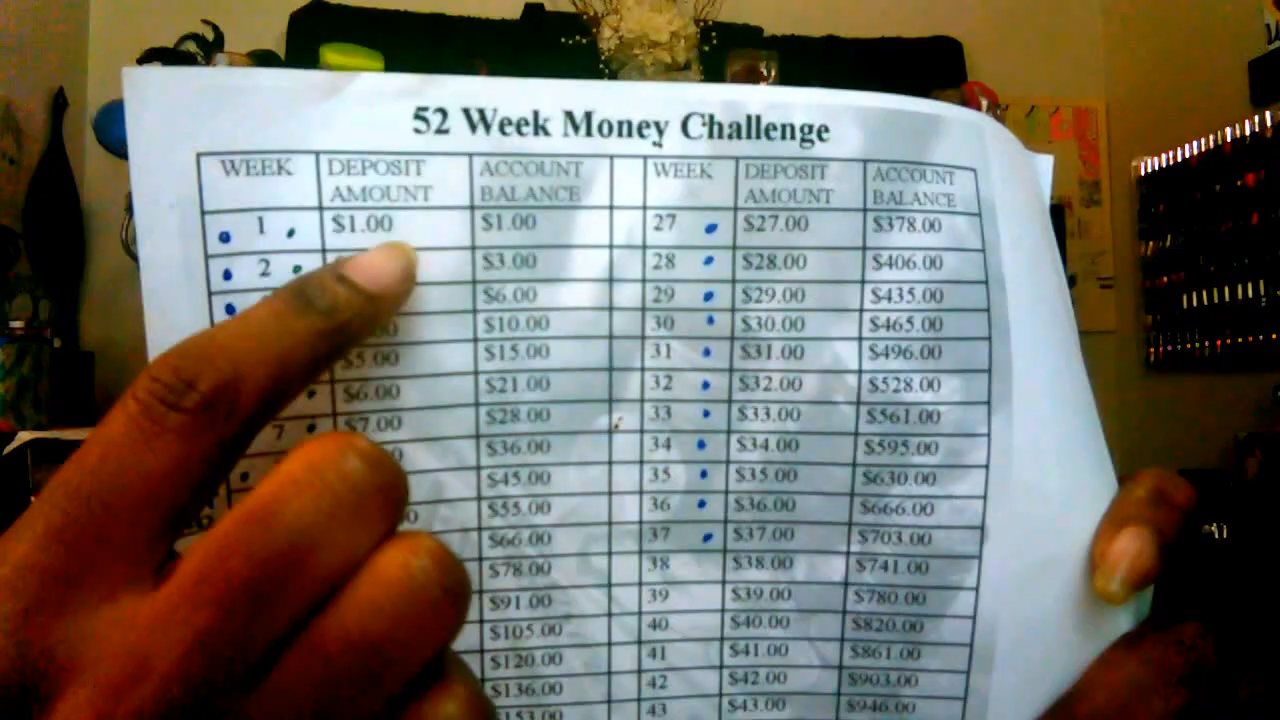 52 Week Money Challenge
WEEK DEPOSIT AMOUNT ACCOUNT BALANCE WEEK DEPOSIT AMOUNT ACCOUNT BALANCE
1 $1.00 $1.00 27 $27.00 $378.00
2 $3.00 28 $28.00 $406.00
$6.00 29 $29.00 $435.00
$10.00 30 $30.00 $465.00
$5.00 $15.00 31 $31.00 $496.00
$6.00 $21.00 32 $32.00 $528.00
7 $7.00 $28.00 33 $33.00 $561.00
$36.00 34 $34.00 $595.00
$45.00 35 $35.00 $630.00
$55.00 36 $36.00 $666.00
$66.00 37 $37.00 $703.00
$78.00 38 $38.00 $741.00
$91.00 39 $39.00 $780.00
$105.00 40 $40.00 $820.00
$120.00 41 $41.00 $861.00
$136.00 42 $42.00 $903.00
$153.00 43 $43.00 $946.00